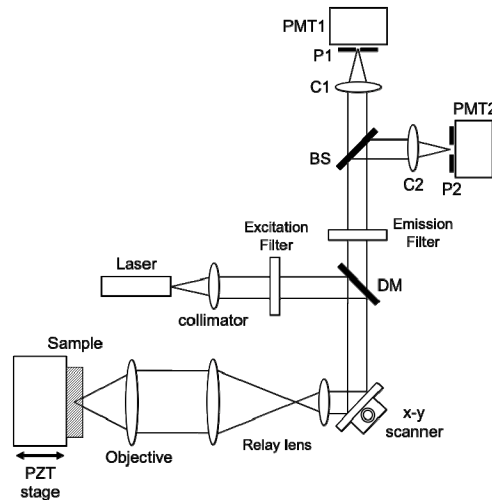 PMT1
P1
C1
PMT2
BS
C2
P2
Excitation
Filter
Emission
Filter
Laser
DM
collimator
Sample
x-y
scanner
Relay lens
Objective
PZT
stage